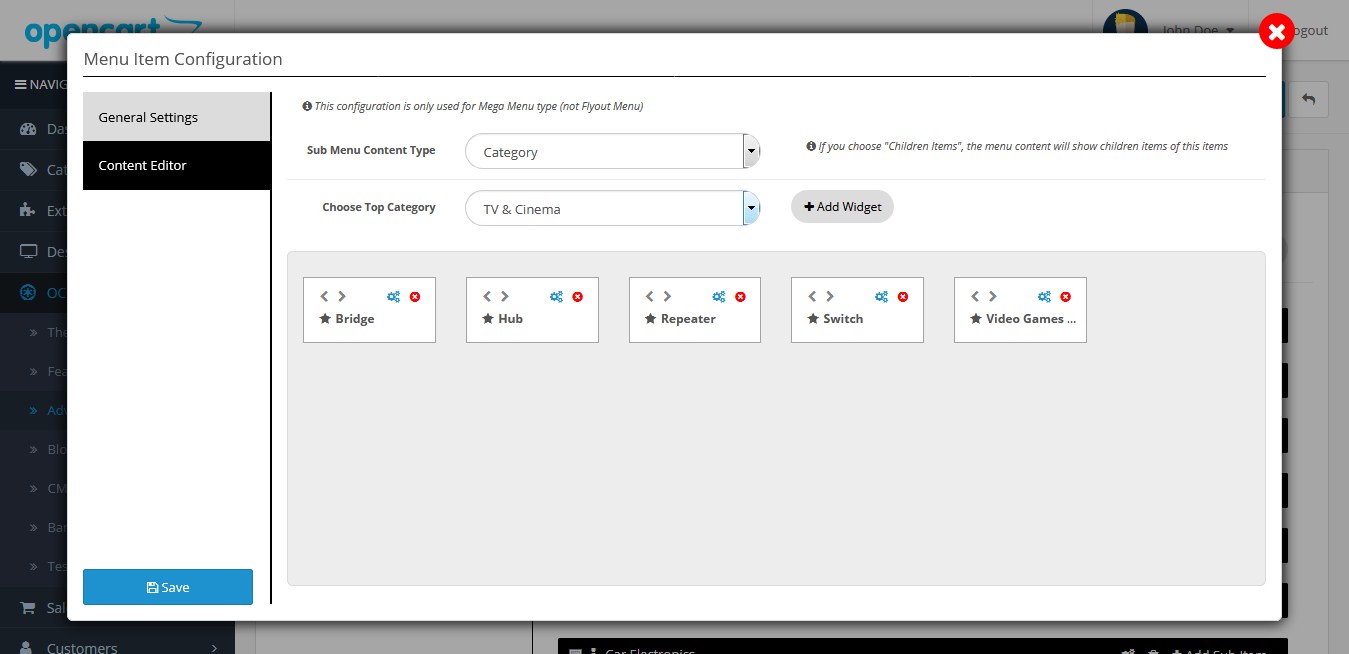 opencart
John Doe
ogout
Menu Item Configuration
NAVIG
General Settings
This configuration is only used for Mega Menu type (not Flyout Menu)
Das
Sub Menu Content Type
Category
If you choose "Children Items", the menu content will show children items of this items
Content Editor
Cat
Choose Top Category
TV & Cinema
Add Widget
Ext
Des
OC
Bridge
Hub
Repeater
Switch
Video Games ...
The
Fea
Adv
Blo
CM
Ban
Tes
Save
Sal
Customers
Car Electronics
Add Sub Item